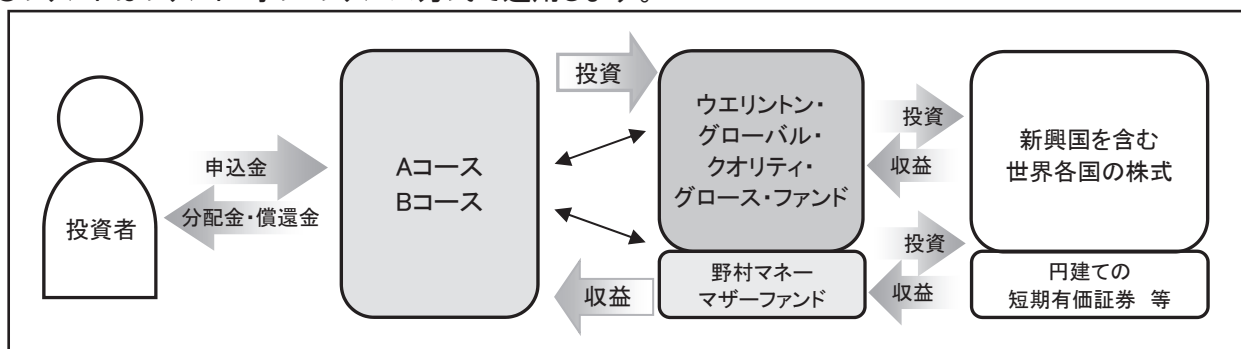 投資者
申込金
分配金・償還金
Aコース
Bコース
投資
収益
ウエリントン・
グローバル・
クオリティ・
グロース・ファンド
野村マネー
マザーファンド
投資
収益
投資
収益
新興国を含む
世界各国の株式
円建ての
短期有価証券 等